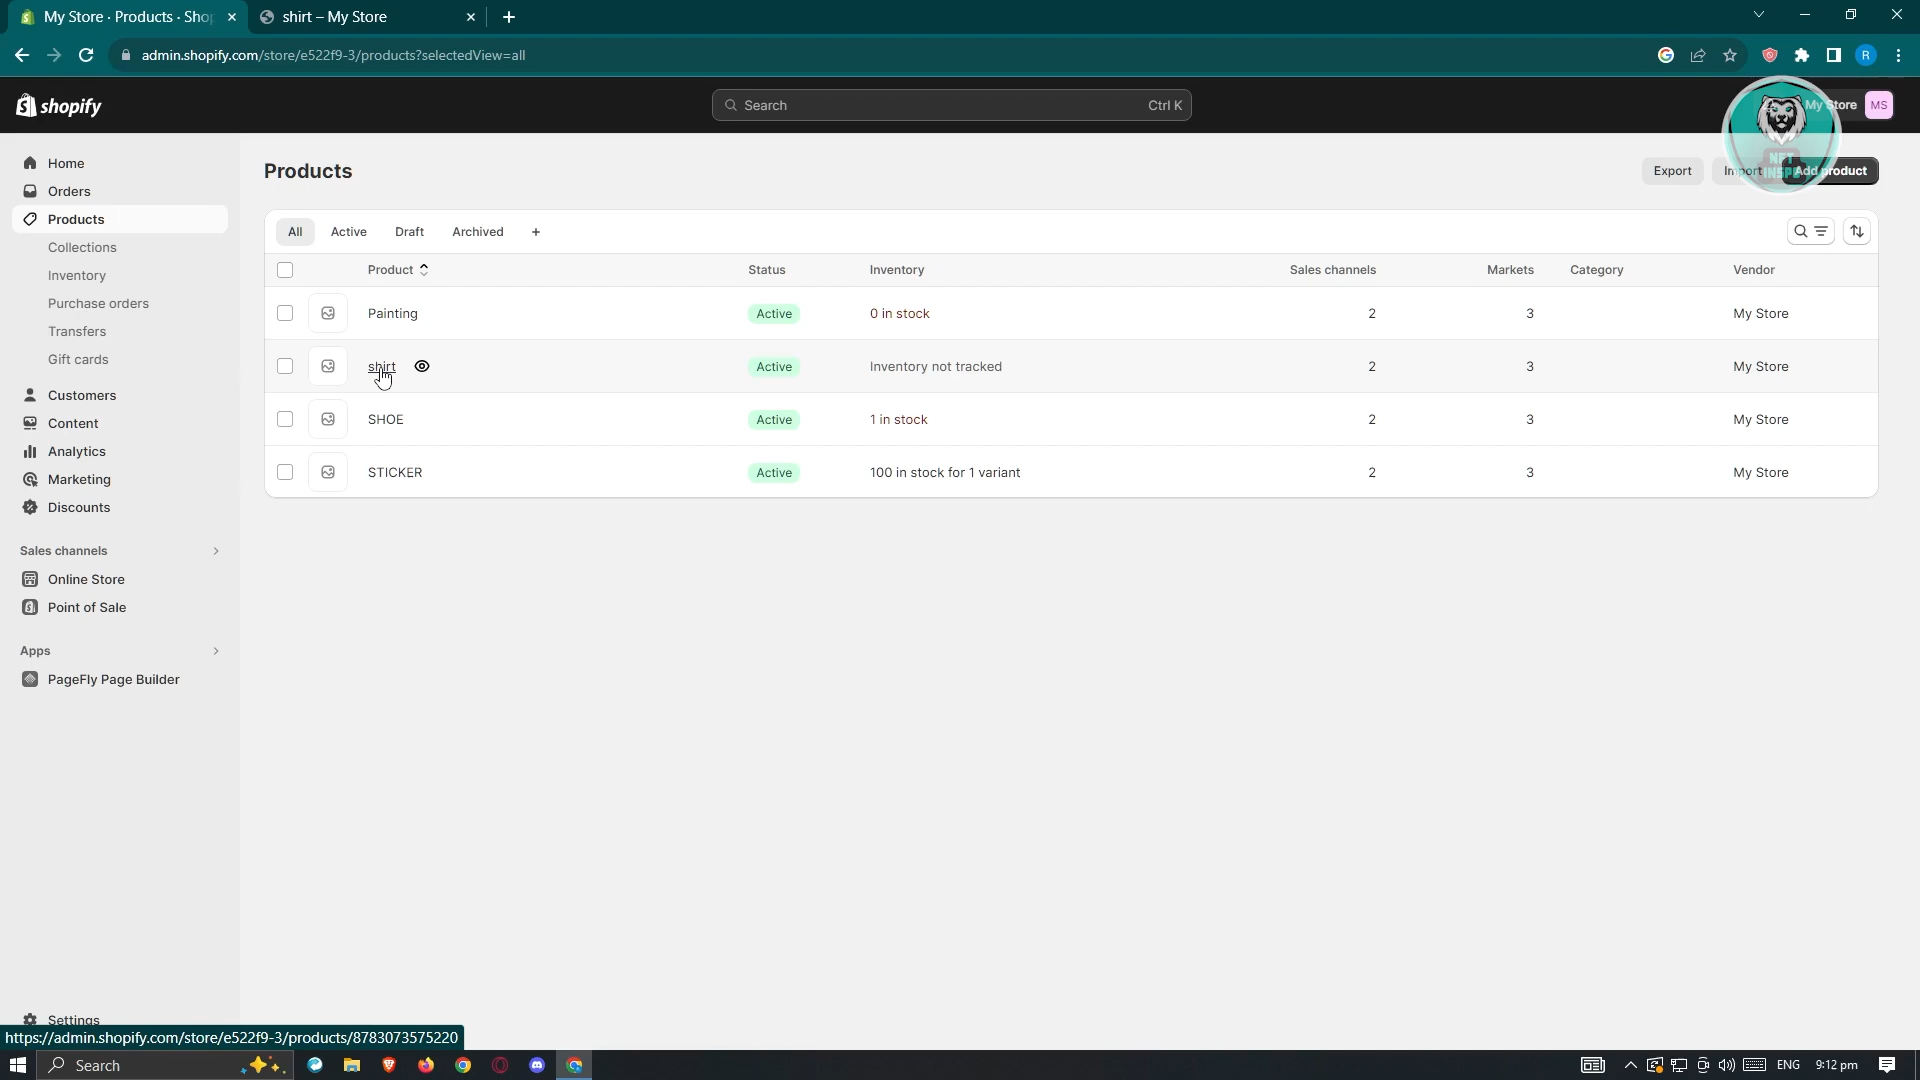 My Store · Products · Sho
shirt – My Store
admin.shopify.com/store/e522f9-3/products?selectedView=all
R
shopify
Search
Ctrl K
My Store
MS
Home
Orders
Products
Collections
Inventory
Purchase orders
Transfers
Gift cards
Customers
Content
Analytics
Marketing
Discounts
Sales channels
Online Store
Point of Sale
Apps
PageFly Page Builder
Settings
Products
Export
Import
Add product
NET
INSPE
All
Active
Draft
Archived
+
Product
Status
Inventory
Sales channels
Markets
Category
Vendor
Painting
Active
0 in stock
2
3
My Store
shirt
Active
Inventory not tracked
2
3
My Store
SHOE
Active
1 in stock
2
3
My Store
STICKER
Active
100 in stock for 1 variant
2
3
My Store
https://admin.shopify.com/store/e522f9-3/products/8783073575220
Search
ENG
9:12 pm